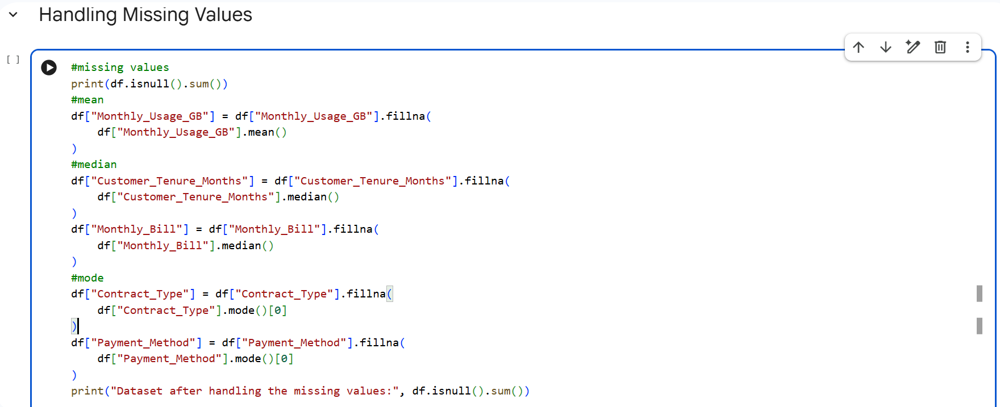 Handling Missing Values
[ ]
#missing values
print(df.isnull().sum())
#mean
df["Monthly_Usage_GB"] = df["Monthly_Usage_GB"].fillna(
    df["Monthly_Usage_GB"].mean()
)
#median
df["Customer_Tenure_Months"] = df["Customer_Tenure_Months"].fillna(
    df["Customer_Tenure_Months"].median()
)
df["Monthly_Bill"] = df["Monthly_Bill"].fillna(
    df["Monthly_Bill"].median()
)
#mode
df["Contract_Type"] = df["Contract_Type"].fillna(
    df["Contract_Type"].mode()[0]
)
df["Payment_Method"] = df["Payment_Method"].fillna(
    df["Payment_Method"].mode()[0]
)
print("Dataset after handling the missing values:", df.isnull().sum())